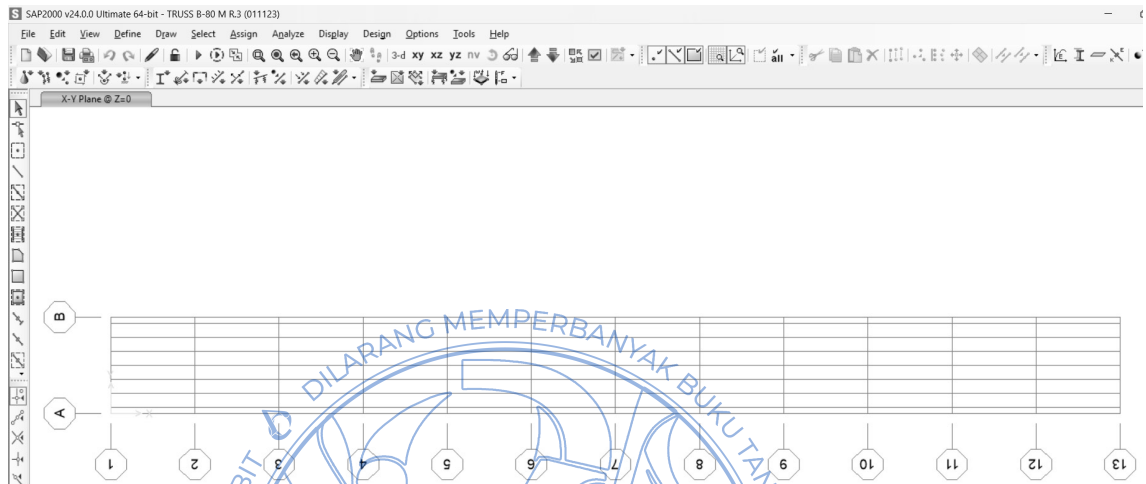 SAP2000 v24.0.0 Ultimate 64-bit - TRUSS B-80 M R.3 (011123)
File Edit View Define Draw Select Assign Analyze Display Design Options Tools Help
3-d xy xz yz nv all
X-Y Plane @ Z=0
B
A
X
1 2 3 4 5 6 7 8 9 10 11 12 13
DILARANG MEMPERBANYAK BUKU